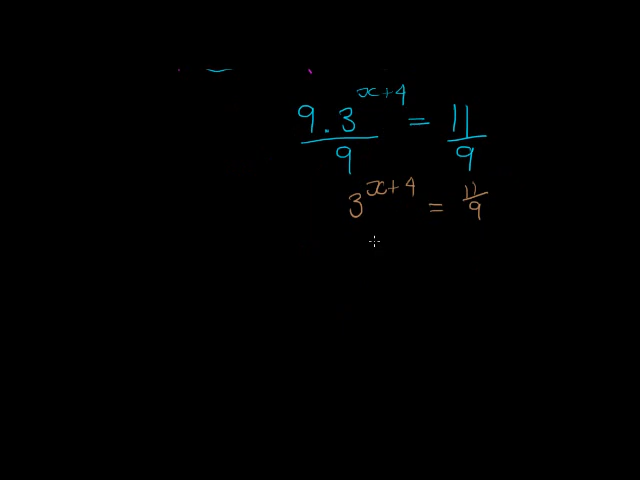 9.3^{x+4}/9 = 11/9
3^{x+4} = 11/9